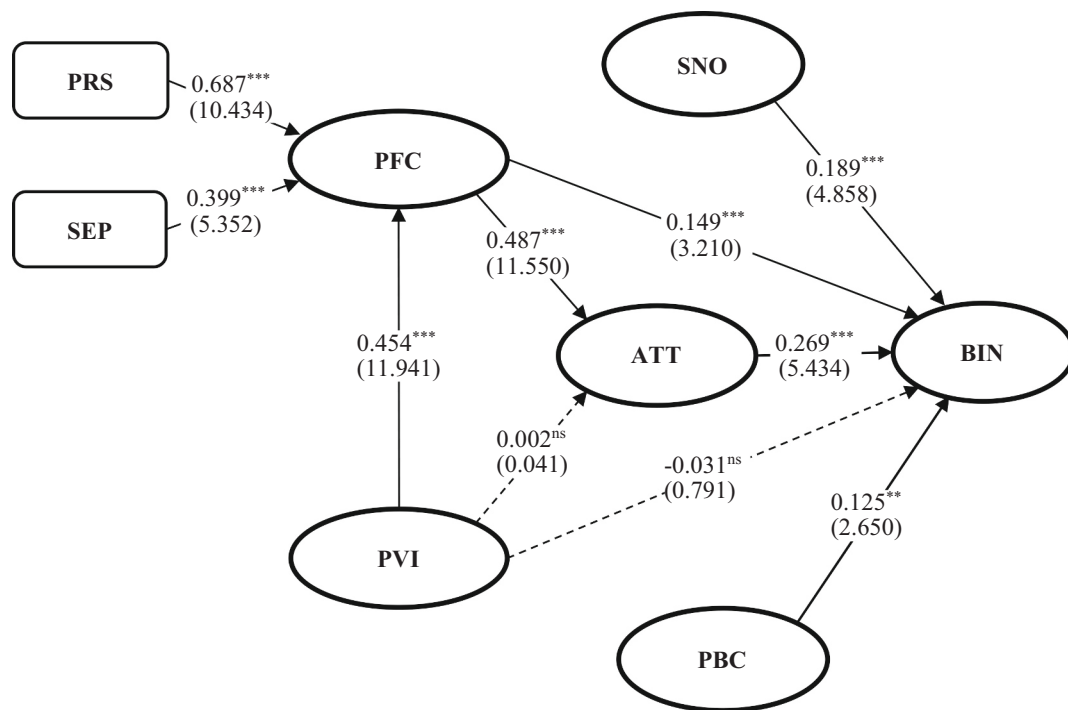 PRS
0.687***
(10.434)
SNO
PFC
0.189***
(4.858)
SEP
0.399***
(5.352)
0.149***
(3.210)
0.487***
(11.550)
0.454***
(11.941)
ATT
0.269***
(5.434)
BIN
0.002ns
(0.041)
-0.031ns
(0.791)
0.125**
(2.650)
PVI
PBC